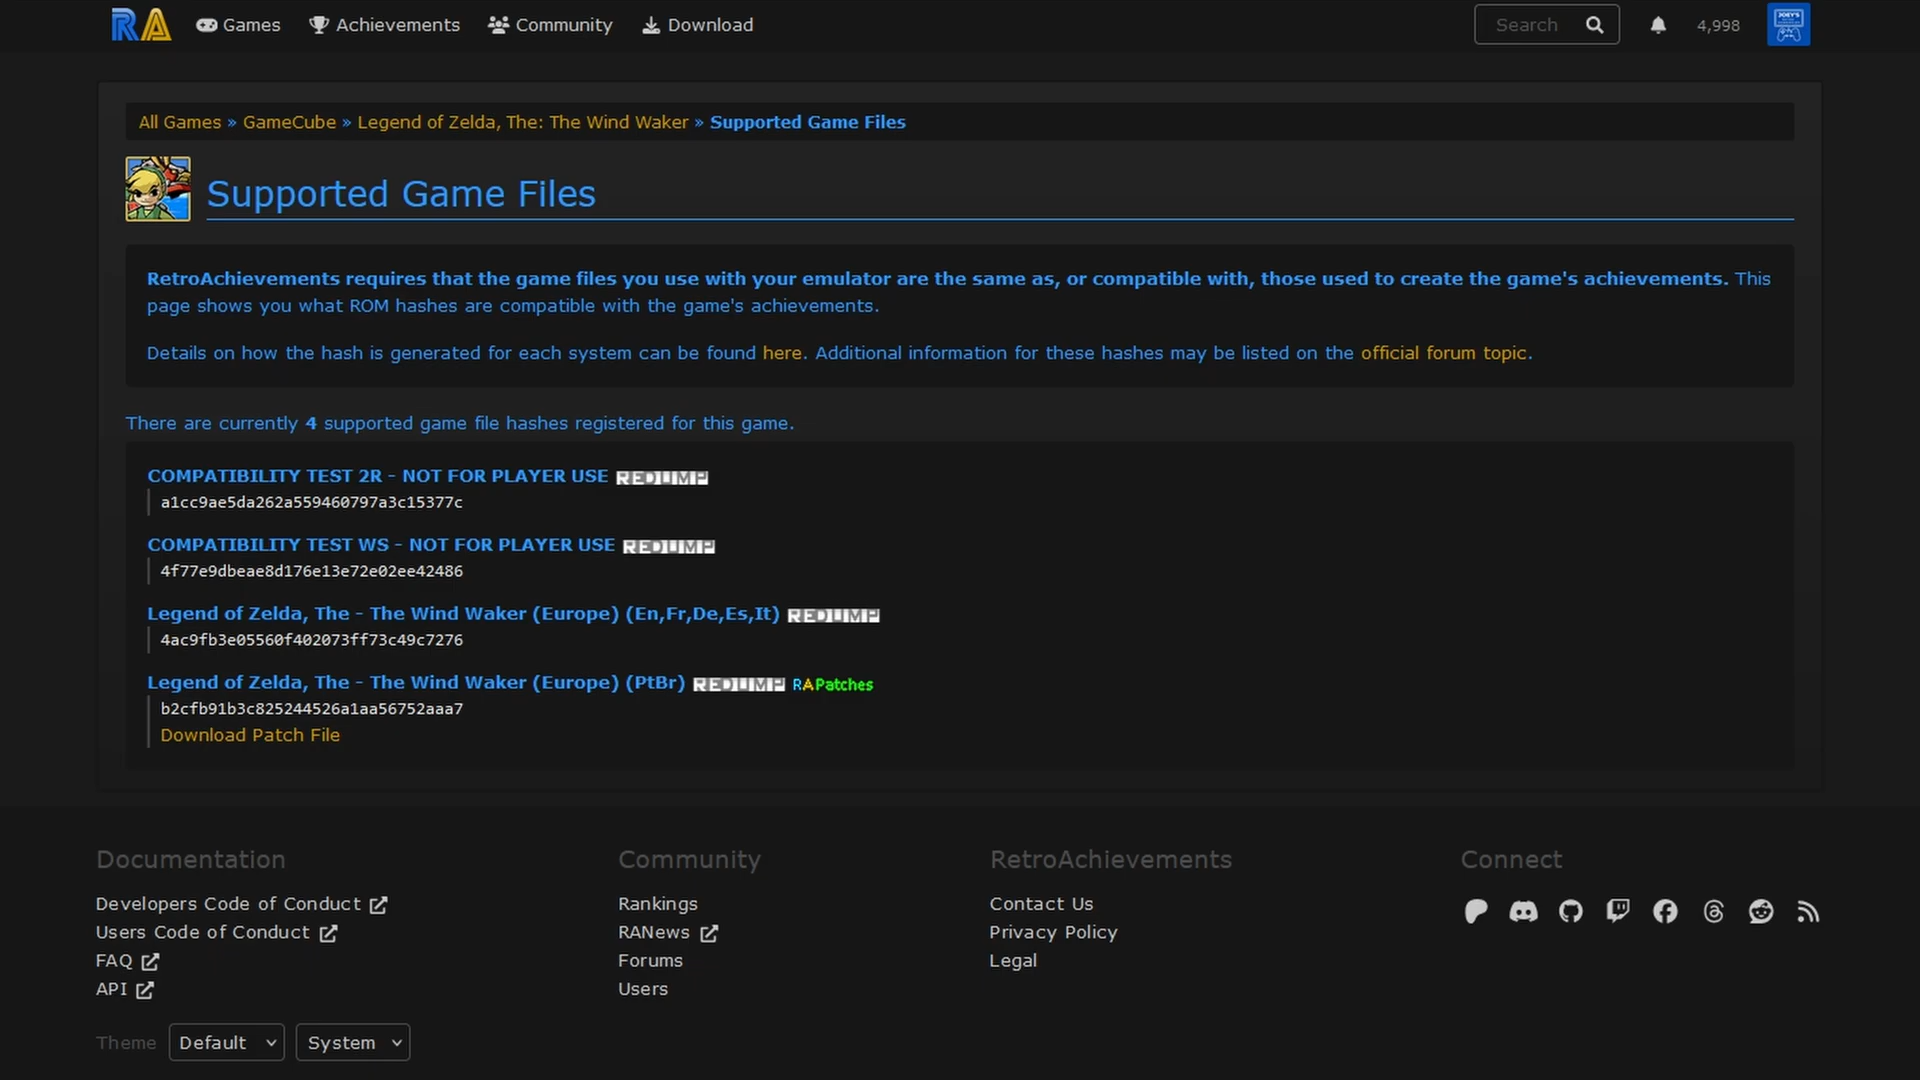 RA Games Achievements Community Download Search 4,998
All Games » GameCube » Legend of Zelda, The: The Wind Waker » Supported Game Files
Supported Game Files
RetroAchievements requires that the game files you use with your emulator are the same as, or compatible with, those used to create the game's achievements. This
page shows you what ROM hashes are compatible with the game's achievements.
Details on how the hash is generated for each system can be found here. Additional information for these hashes may be listed on the official forum topic.
There are currently 4 supported game file hashes registered for this game.
COMPATIBILITY TEST 2R - NOT FOR PLAYER USE REDUMP
a1cc9ae5da262a559460797a3c15377c
COMPATIBILITY TEST WS - NOT FOR PLAYER USE REDUMP
4f77e9dbeae8d176e13e72e02ee42486
Legend of Zelda, The - The Wind Waker (Europe) (En,Fr,De,Es,It) REDUMP
4ac9fb3e05560f402073ff73c49c7276
Legend of Zelda, The - The Wind Waker (Europe) (PtBr) REDUMP RAPatches
b2cfb91b3c825244526a1aa56752aaa7
Download Patch File
Documentation
Developers Code of Conduct
Users Code of Conduct
FAQ
API
Community
Rankings
RANews
Forums
Users
RetroAchievements
Contact Us
Privacy Policy
Legal
Connect
Theme Default System